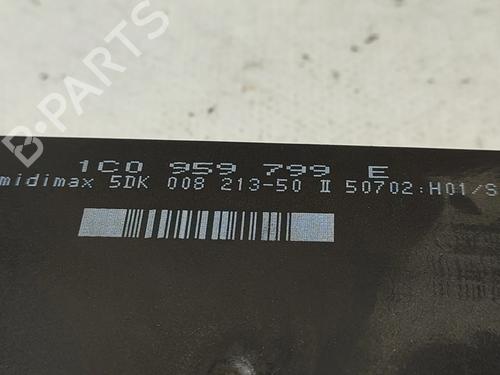 B-PARTS
1C0 959 799 E
midimax 5DK 008 213-50 II 50702:H01/S